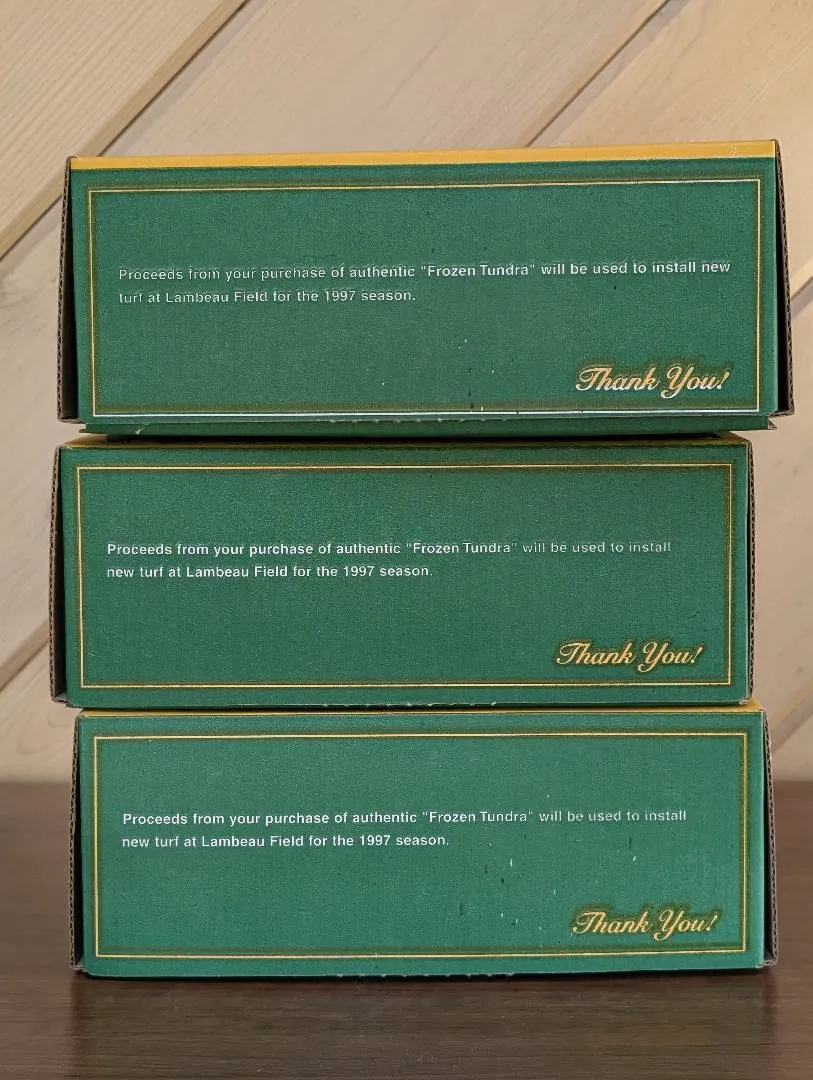 Proceeds from your purchase of authentic "Frozen Tundra" will be used to install new
turf at Lambeau Field for the 1997 season.
Thank You!
Proceeds from your purchase of authentic "Frozen Tundra" will be used to install
new turf at Lambeau Field for the 1997 season.
Thank You!
Proceeds from your purchase of authentic "Frozen Tundra" will be used to install
new turf at Lambeau Field for the 1997 season.
Thank You!